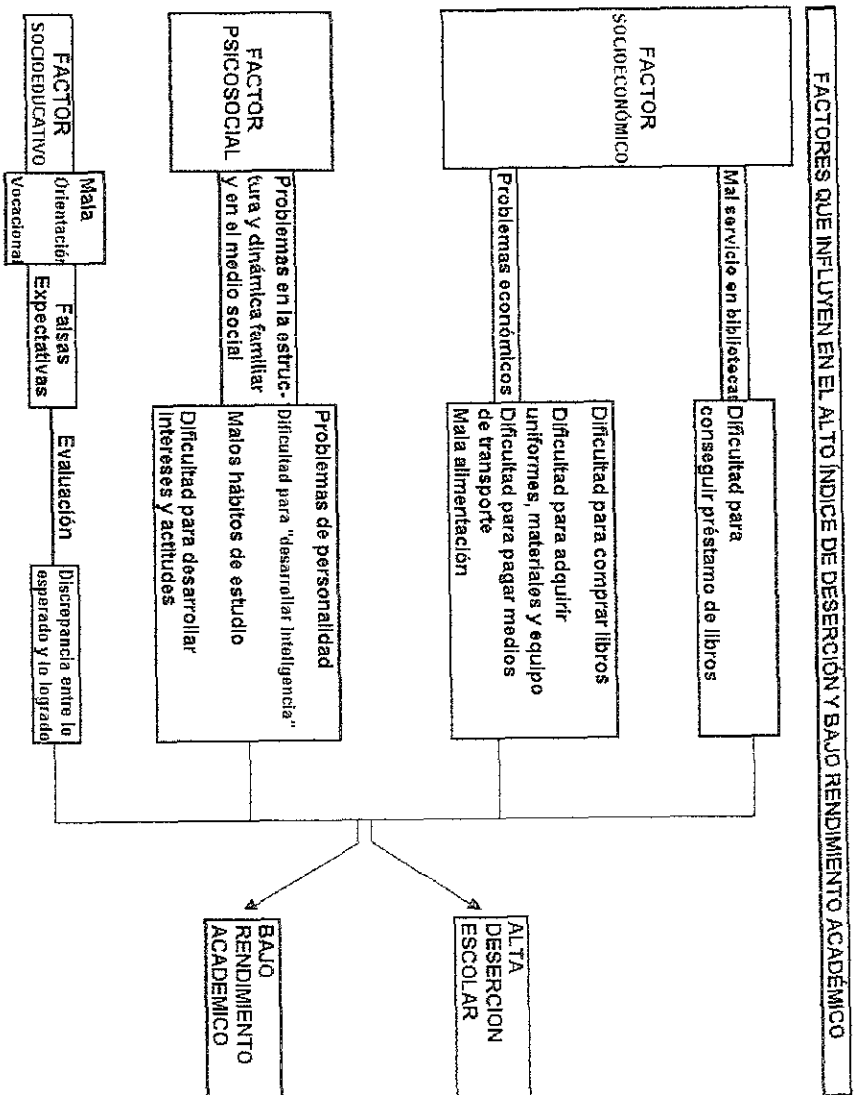 FACTORES QUE INFLUYEN EN EL ALTO ÍNDICE DE DESERCIÓN Y BAJO RENDIMIENTO ACADÉMICO
FACTOR
SOCIOECONÓMICO
Mal servicio en bibliotecas
Dificultad para
conseguir préstamo de libros
Problemas económicos
Dificultad para comprar libros
Dificultad para adquirir
uniformes, materiales y equipo
Dificultad para pagar medios
de transporte
Mala alimentación
FACTOR
PSICOSOCIAL
Problemas en la estruc-
tura y dinámica familiar
y en el medio social
Problemas de personalidad
Dificultad para "desarrollar inteligencia"
Malos hábitos de estudio
Dificultad para desarrollar
intereses y actitudes
FACTOR
SOCIOEDUCATIVO
Mala
Orientación
Vocacional
Falsas
Expectativas
Evaluación
Discrepancia entre lo
esperado y lo logrado
ALTA
DESERCION
ESCOLAR
BAJO
RENDIMIENTO
ACADEMICO